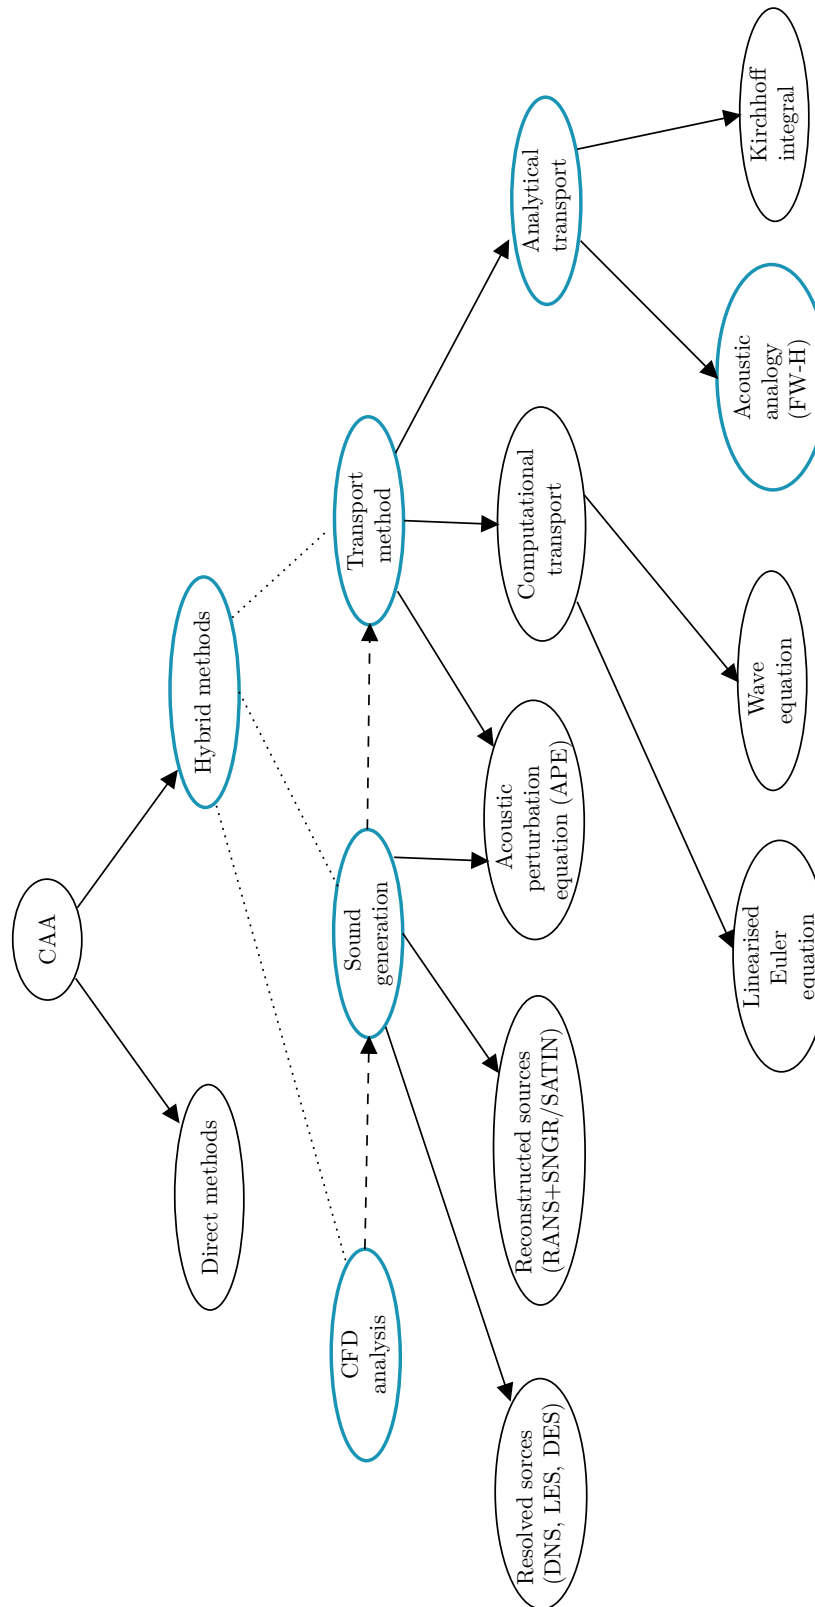 CAA
Direct methods
Hybrid methods
CFD
analysis
Sound
generation
Transport
method
Resolved sorces
(DNS, LES, DES)
Reconstructed sources
(RANS+SNGR/SATIN)
Acoustic
perturbation
equation (APE)
Computational
transport
Analytical
transport
Linearised
Euler
equation
Wave
equation
Acoustic
analogy
(FW-H)
Kirchhoff
integral